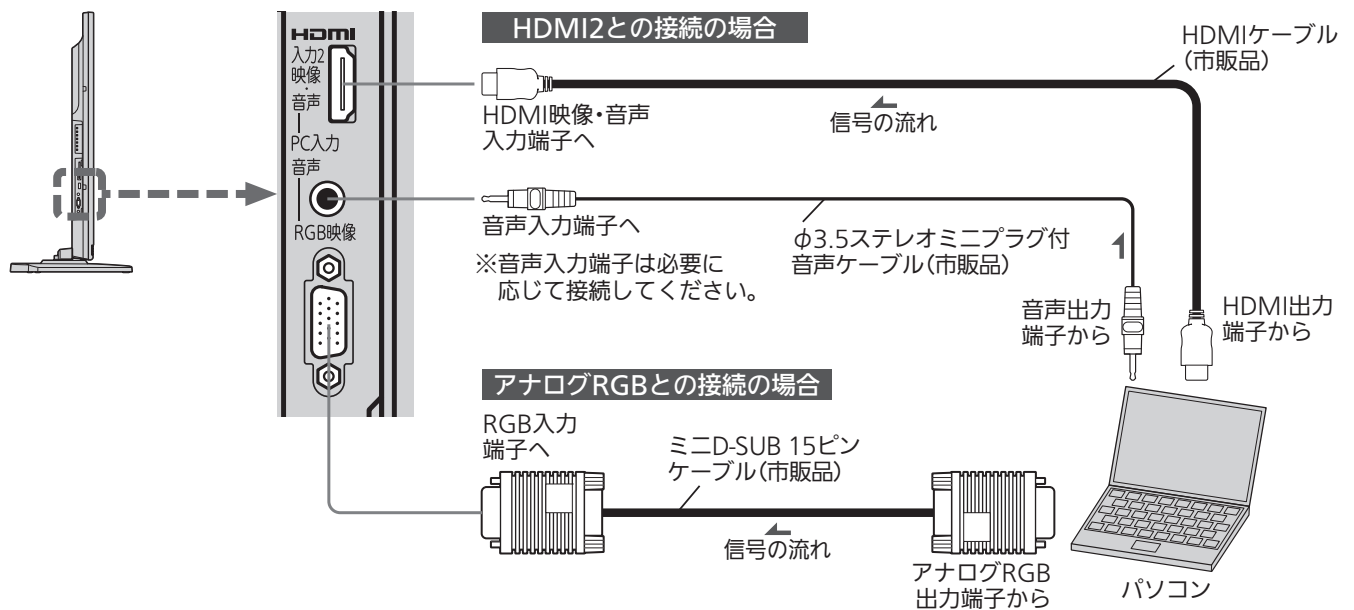 HDMI2との接続の場合
HDMI
入力2
映像
・
音声
PC入力
音声
RGB映像
HDMIケーブル
(市販品)
HDMI映像・音声
入力端子へ
信号の流れ
音声入力端子へ
※音声入力端子は必要に
応じて接続してください。
φ3.5ステレオミニプラグ付
音声ケーブル(市販品)
音声出力
端子から
HDMI出力
端子から
アナログRGBとの接続の場合
RGB入力
端子へ
ミニD-SUB 15ピン
ケーブル(市販品)
信号の流れ
アナログRGB
出力端子から
パソコン